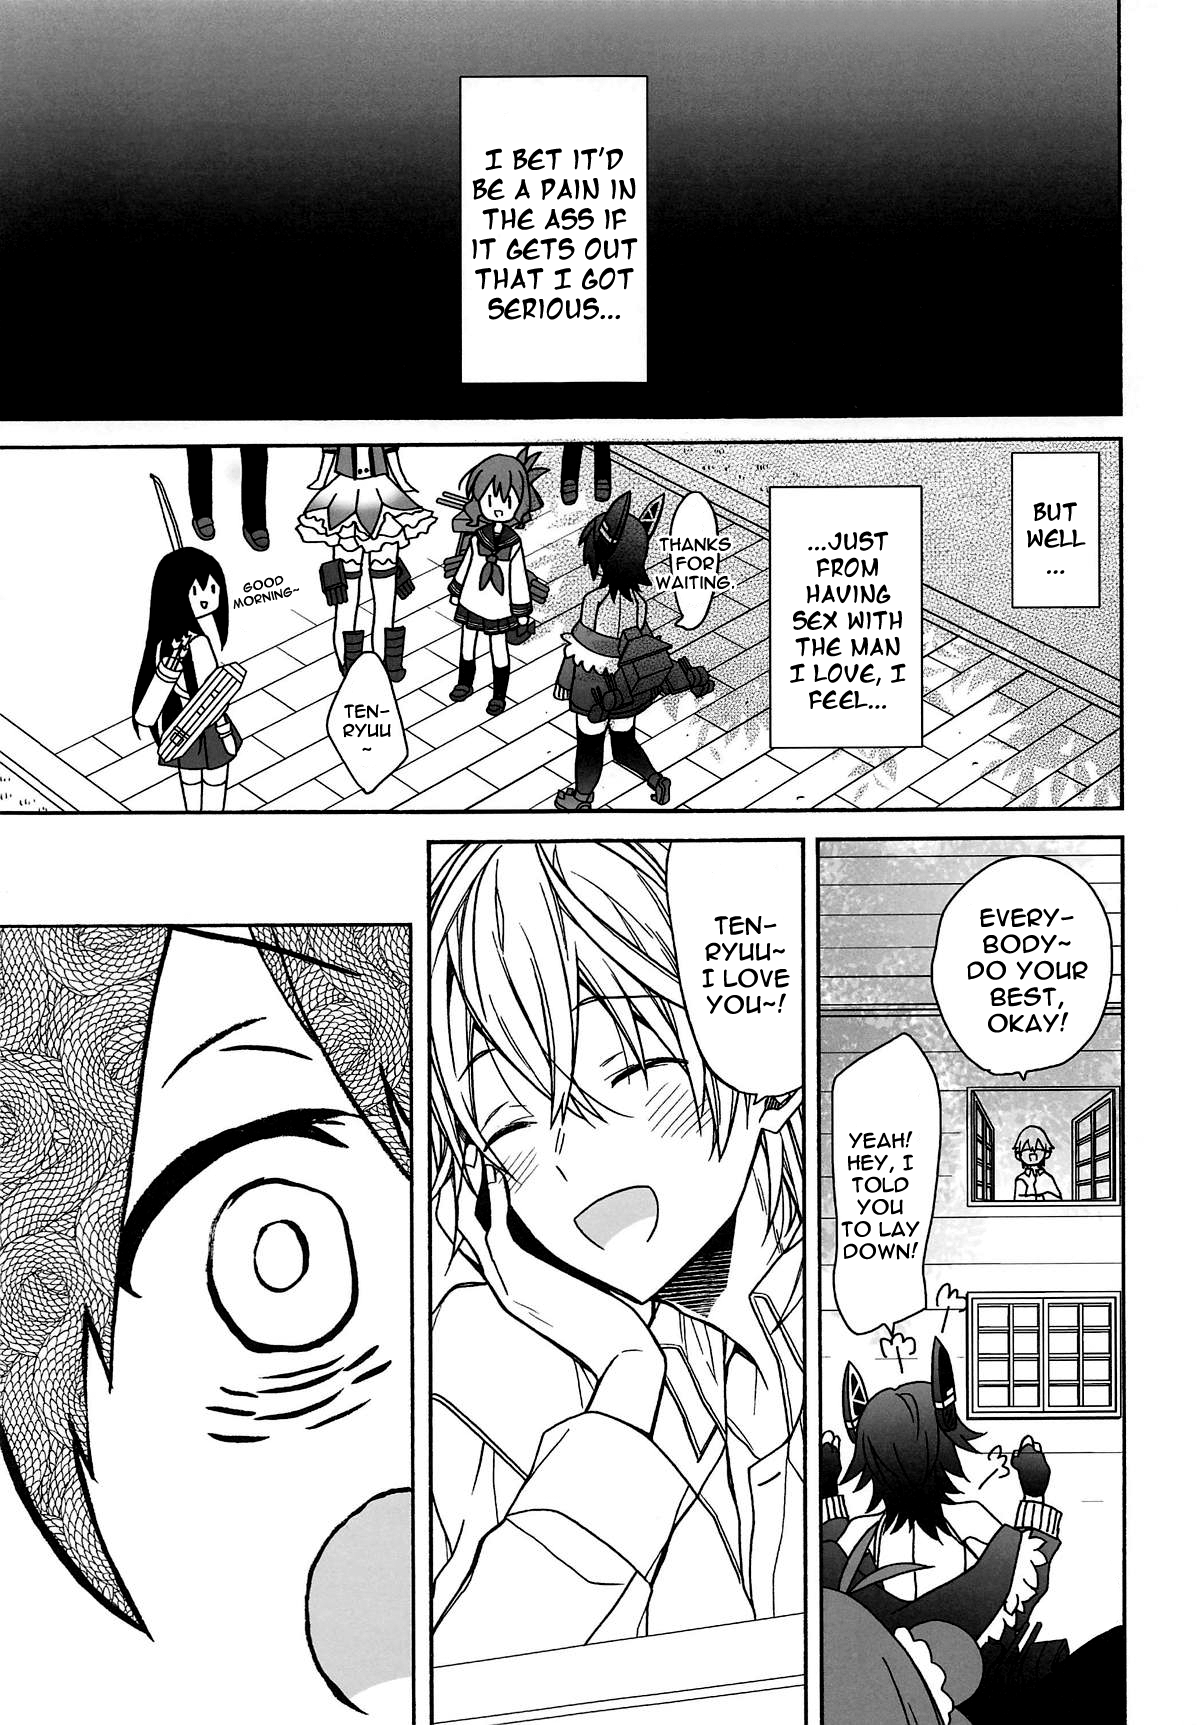 I BET IT'D
BE A PAIN IN
THE ASS IF
IT GETS OUT
THAT I GOT
SERIOUS...
BUT
WELL
...
...JUST
FROM
HAVING
SEX WITH
THE MAN
I LOVE, I
FEEL...
THANKS
FOR
WAITING.
GOOD
MORNING~
TEN-
RYUU
~
EVERY-
BODY~
DO YOUR
BEST,
OKAY!
YEAH!
HEY, I
TOLD
YOU
TO LAY
DOWN!
TEN-
RYUU~
I LOVE
YOU~!